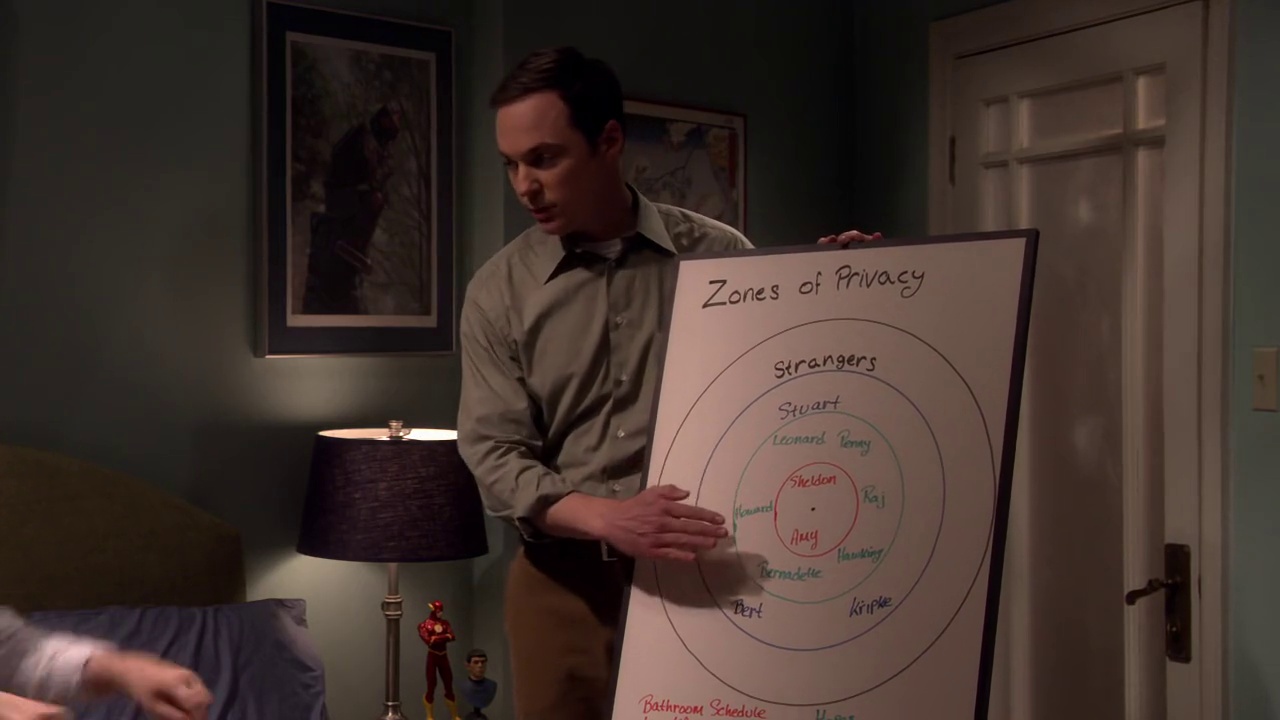 Zones of Privacy
Strangers
Stuart
Leonard Penny
Sheldon
Howard Raj
Amy
Hawking
Bernadette
Bert Kripke
Bathroom Schedule